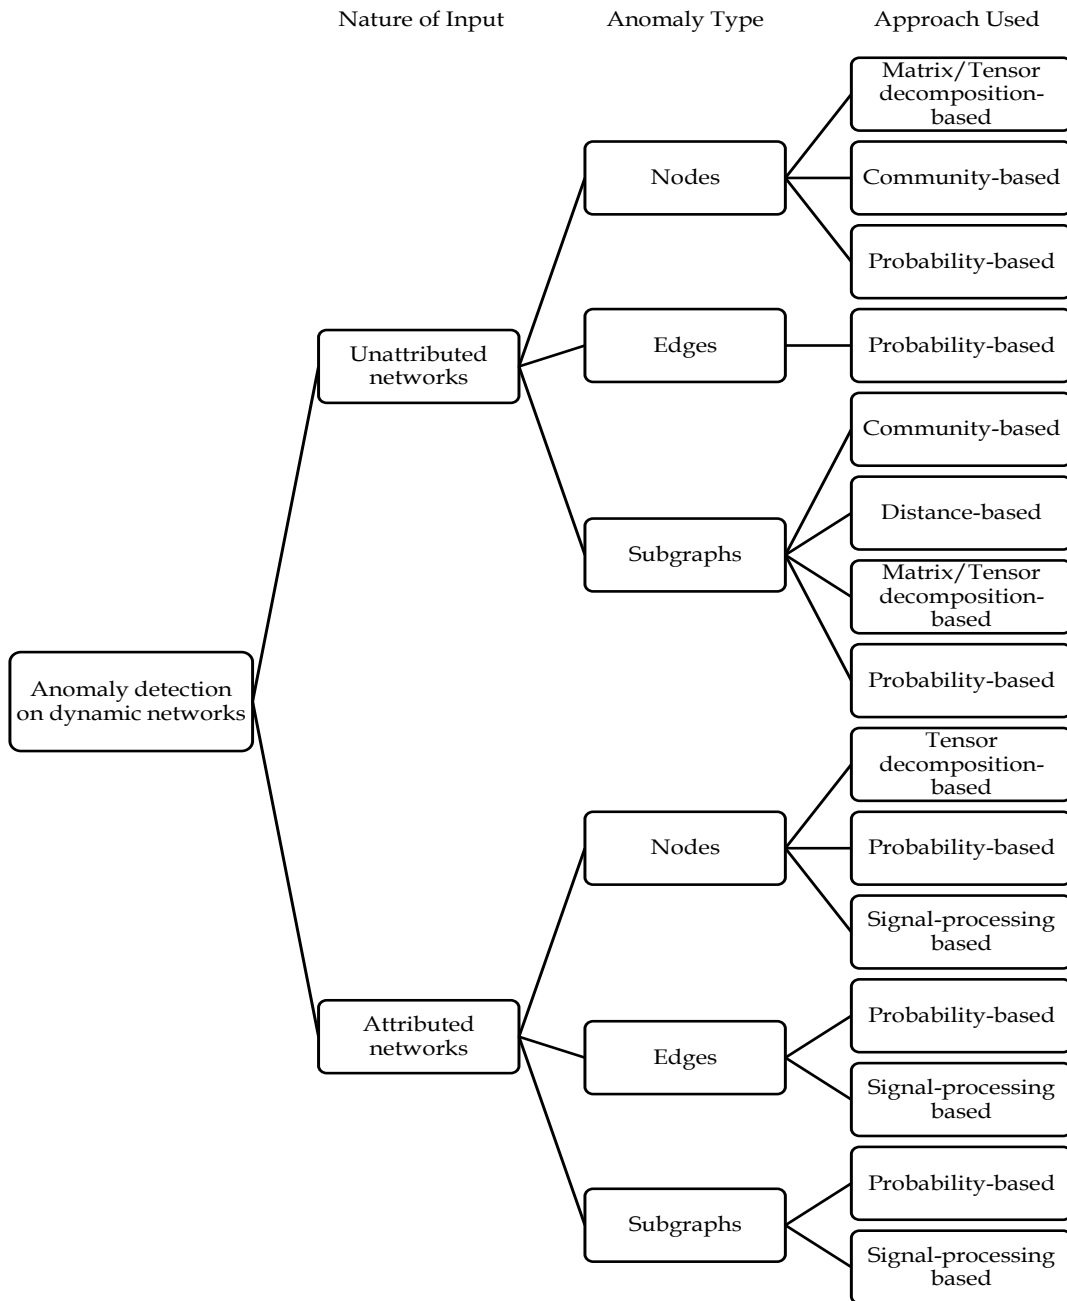 Nature of Input
Anomaly Type
Approach Used
Matrix/Tensor
decomposition-
based
Nodes
Community-based
Probability-based
Unattributed
networks
Edges
Probability-based
Community-based
Distance-based
Subgraphs
Matrix/Tensor
decomposition-
based
Probability-based
Anomaly detection
on dynamic networks
Tensor
decomposition-
based
Nodes
Probability-based
Signal-processing
based
Attributed
networks
Probability-based
Edges
Signal-processing
based
Probability-based
Subgraphs
Signal-processing
based